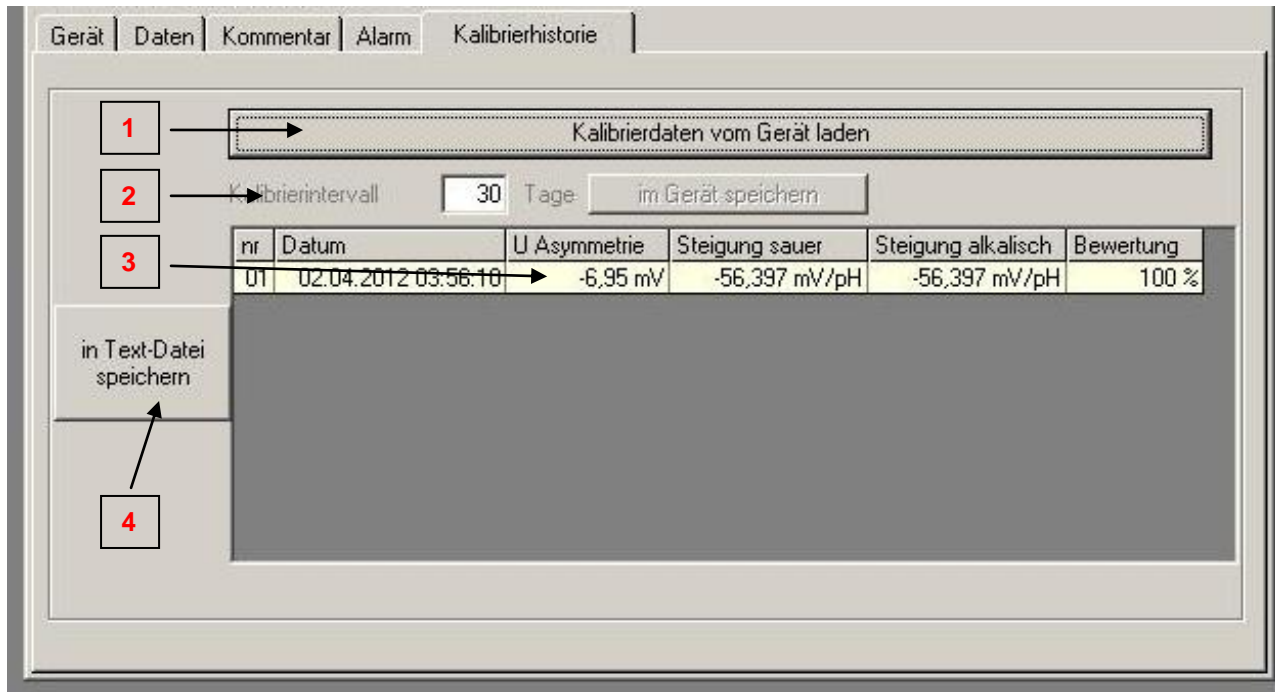 Gerät Daten Kommentar Alarm Kalibrierhistorie
1 Kalibrierdaten vom Gerät laden
2 Kalibrierintervall 30 Tage im Gerät speichern
nr Datum U Asymmetrie Steigung sauer Steigung alkalisch Bewertung
3
01 02.04.2012 03:56:10 -6,95 mV -56,397 mV/pH -56,397 mV/pH 100 %
in Text-Datei
speichern
4